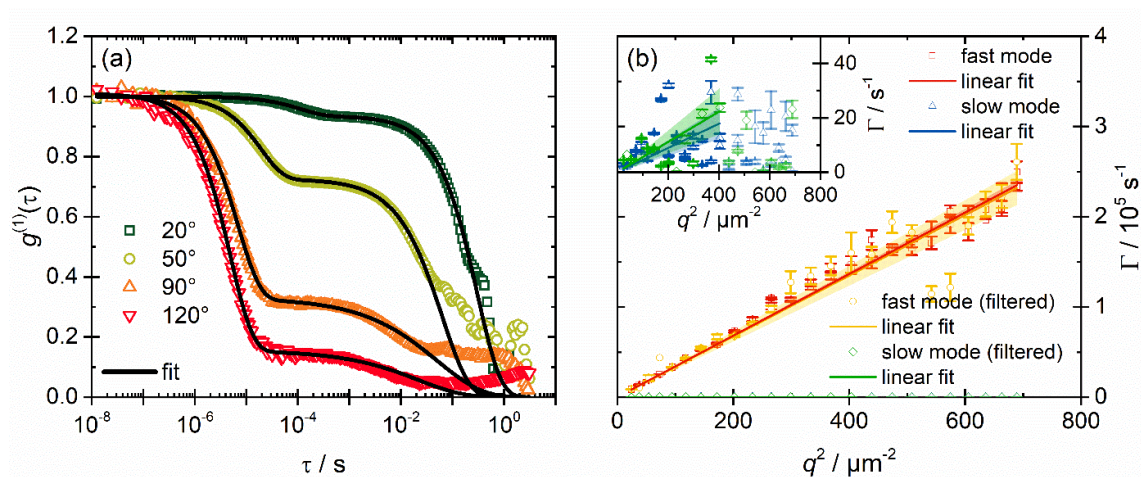 (a)
1.2
1.0
0.8
0.6
0.4
0.2
0.0
g⁽¹⁾(τ)
20°
50°
90°
120°
fit
10⁻⁸ 10⁻⁶ 10⁻⁴ 10⁻² 10⁰
τ / s
(b)
40
20
0
Γ / s⁻¹
200 400 600 800
q² / μm⁻²
fast mode
linear fit
slow mode
linear fit
fast mode (filtered)
linear fit
slow mode (filtered)
linear fit
4
3
2
1
0
Γ / 10⁵ s⁻¹
0 200 400 600 800
q² / μm⁻²